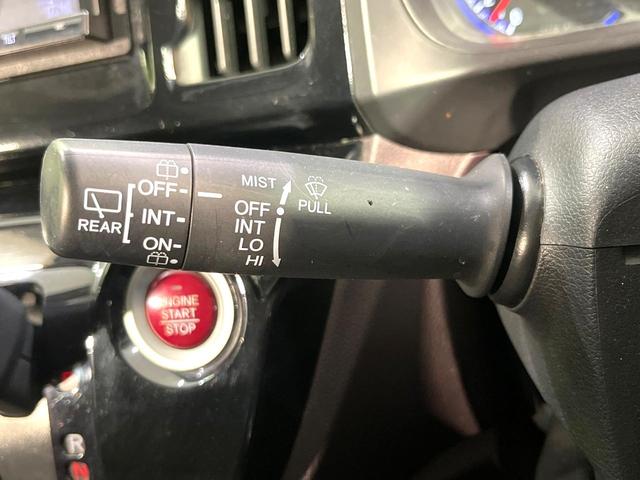 OFF
INT
ON
REAR
MIST
OFF
INT
LO
HI
PULL
ENGINE
START
STOP
R
N